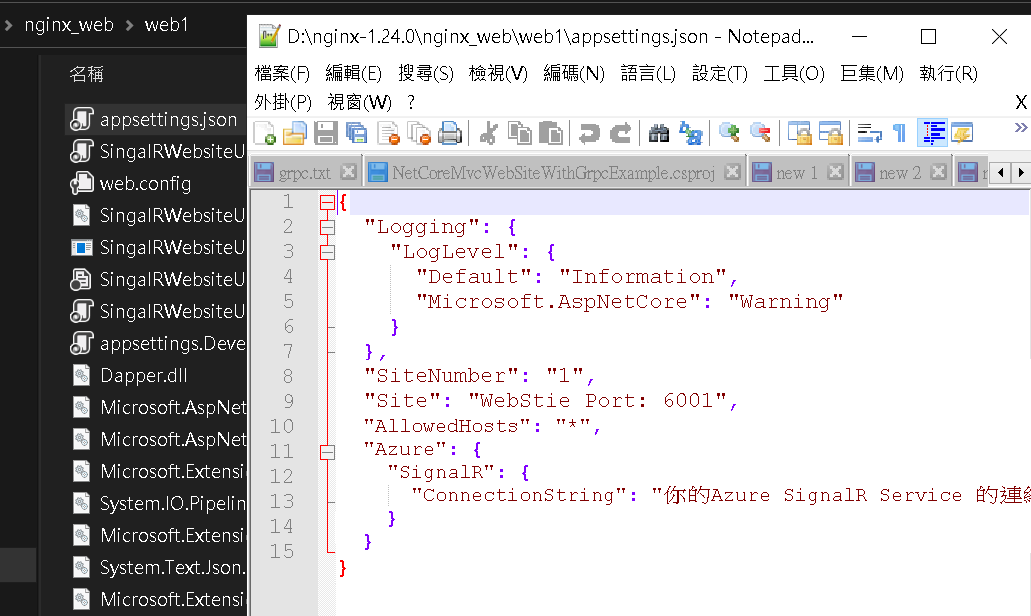 nginx_web > web1
名稱
appsettings.json
SingalRWebsiteU
web.config
SingalRWebsiteU
SingalRWebsiteU
SingalRWebsiteU
SingalRWebsiteU
appsettings.Deve
Dapper.dll
Microsoft.AspNet
Microsoft.AspNet
Microsoft.Extensi
System.IO.Pipelin
Microsoft.Extensi
System.Text.Json.
Microsoft.Extensi
D:\nginx-1.24.0\nginx_web\web1\appsettings.json - Notepad...
檔案(F) 編輯(E) 搜尋(S) 檢視(V) 編碼(N) 語言(L) 設定(T) 工具(O) 巨集(M) 執行(R)
外掛(P) 視窗(W) ? X
grpc.txt NetCoreMvcWebSiteWithGrpcExample.csproj new 1 new 2
1 {
2 "Logging": {
3 "LogLevel": {
4 "Default": "Information",
5 "Microsoft.AspNetCore": "Warning"
6 }
7 },
8 "SiteNumber": "1",
9 "Site": "WebStie Port: 6001",
10 "AllowedHosts": "*",
11 "Azure": {
12 "SignalR": {
13 "ConnectionString": "你的Azure SignalR Service 的連
14 }
15 }
}